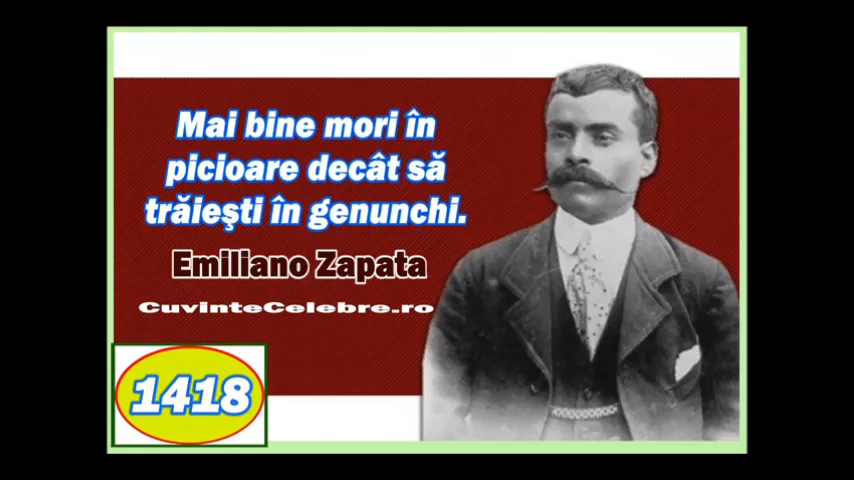 Mai bine mori în
picioare decât să
trăieşti în genunchi.
Emiliano Zapata
CuvinteCelebre.ro
1418